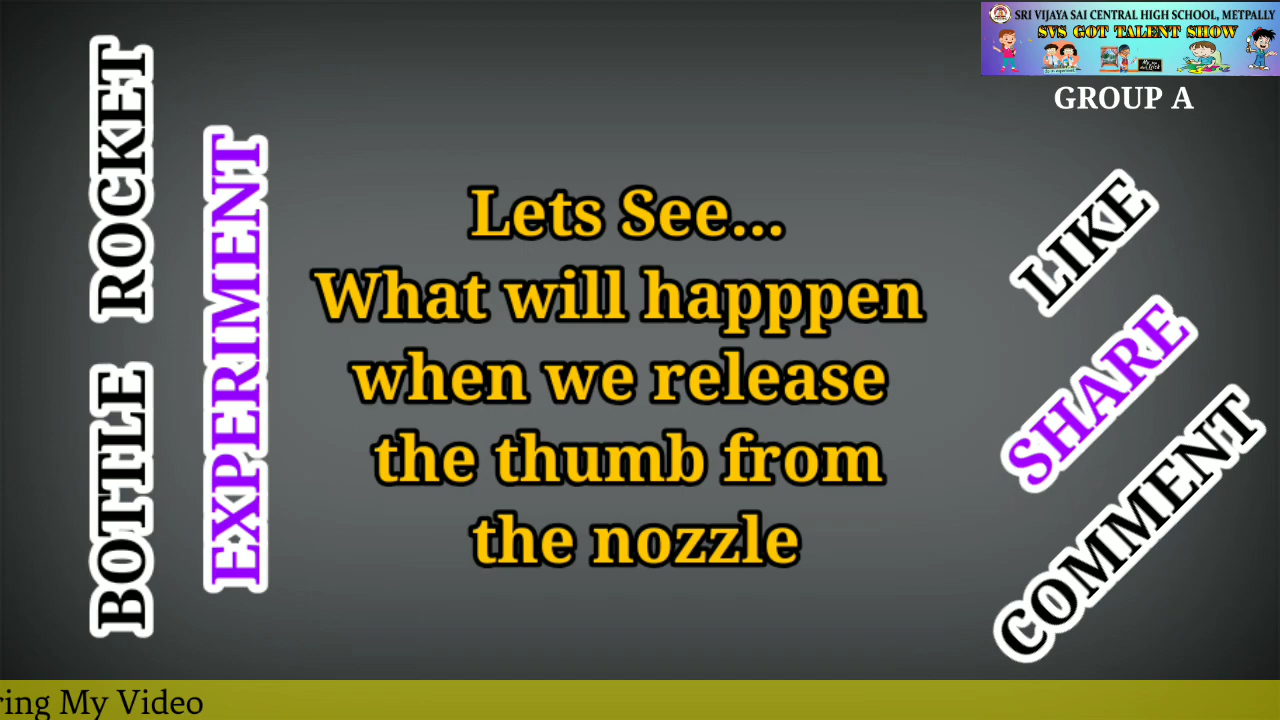 SRI VIJAYA SAI CENTRAL HIGH SCHOOL, METPALLY
SVS GOT TALENT SHOW
GROUP A
BOTTLE ROCKET
EXPERIMENT
Lets See...
What will happpen
when we release
the thumb from
the nozzle
LIKE
SHARE
COMMENT
ring My Video